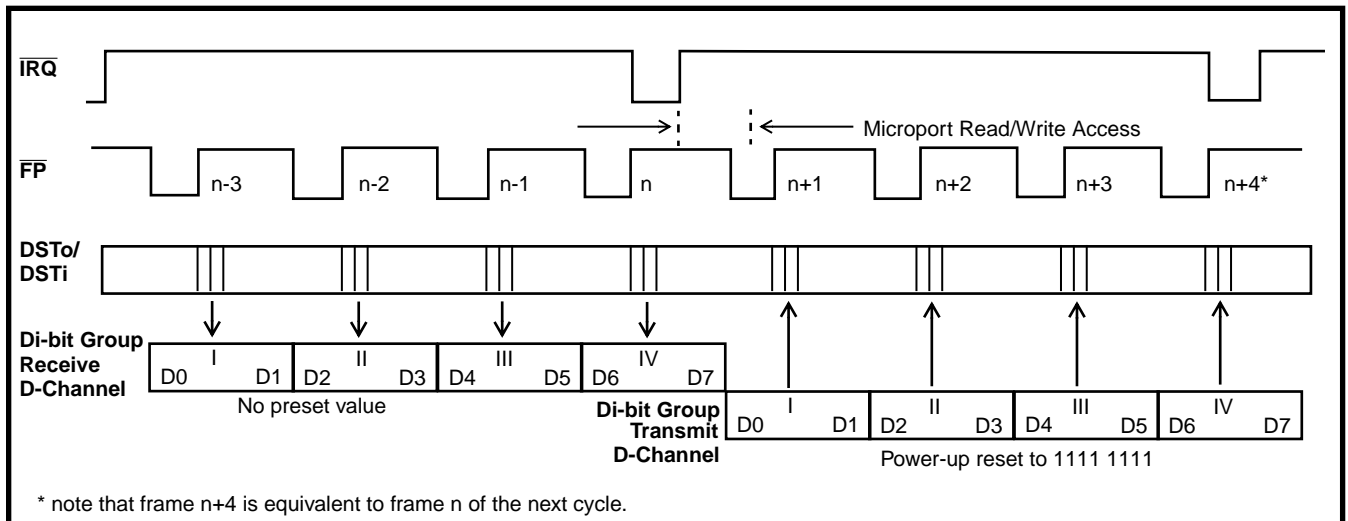 IRQ
Microport Read/Write Access
FP
n-3 n-2 n-1 n n+1 n+2 n+3 n+4*
DSTo/
DSTi
Di-bit Group
Receive
D-Channel
I II III IV
D0 D1 D2 D3 D4 D5 D6 D7
No preset value
Di-bit Group
Transmit
D-Channel
I II III IV
D0 D1 D2 D3 D4 D5 D6 D7
Power-up reset to 1111 1111
* note that frame n+4 is equivalent to frame n of the next cycle.